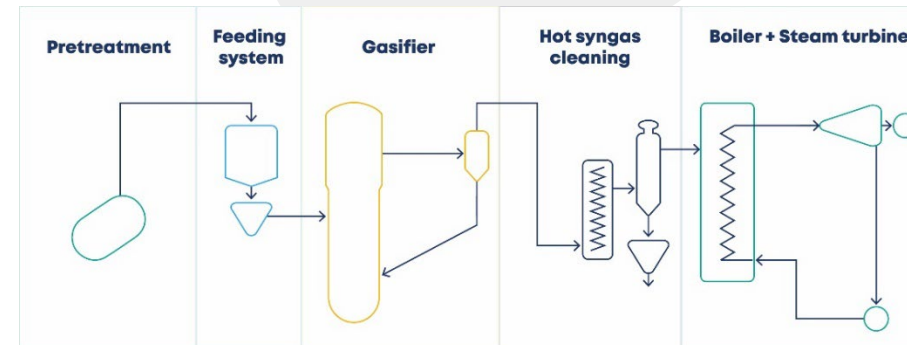 Pretreatment
Feeding
system
Gasifier
Hot syngas
cleaning
Boiler + Steam turbine